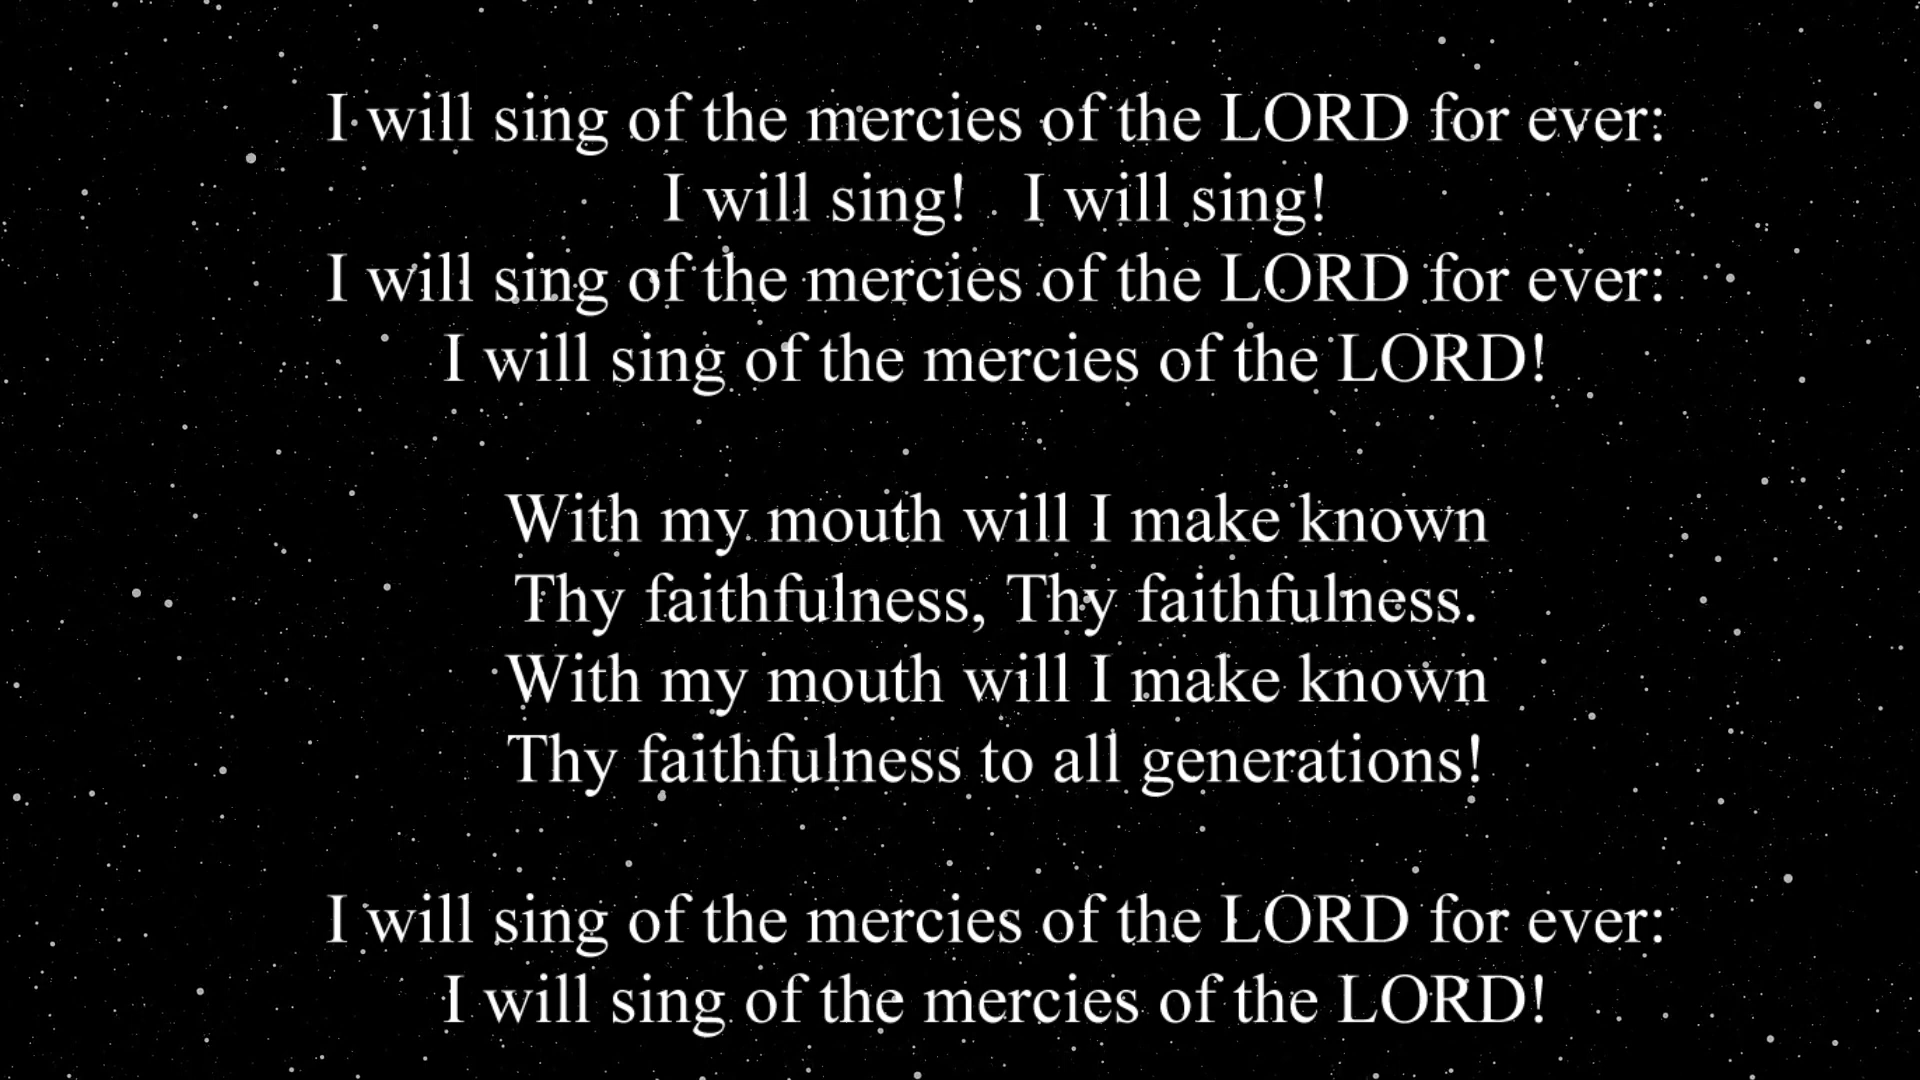 I will sing of the mercies of the LORD for ever:
I will sing!   I will sing!
I will sing of the mercies of the LORD for ever:
I will sing of the mercies of the LORD!

With my mouth will I make known
Thy faithfulness, Thy faithfulness.
With my mouth will I make known
Thy faithfulness to all generations!

I will sing of the mercies of the LORD for ever:
I will sing of the mercies of the LORD!